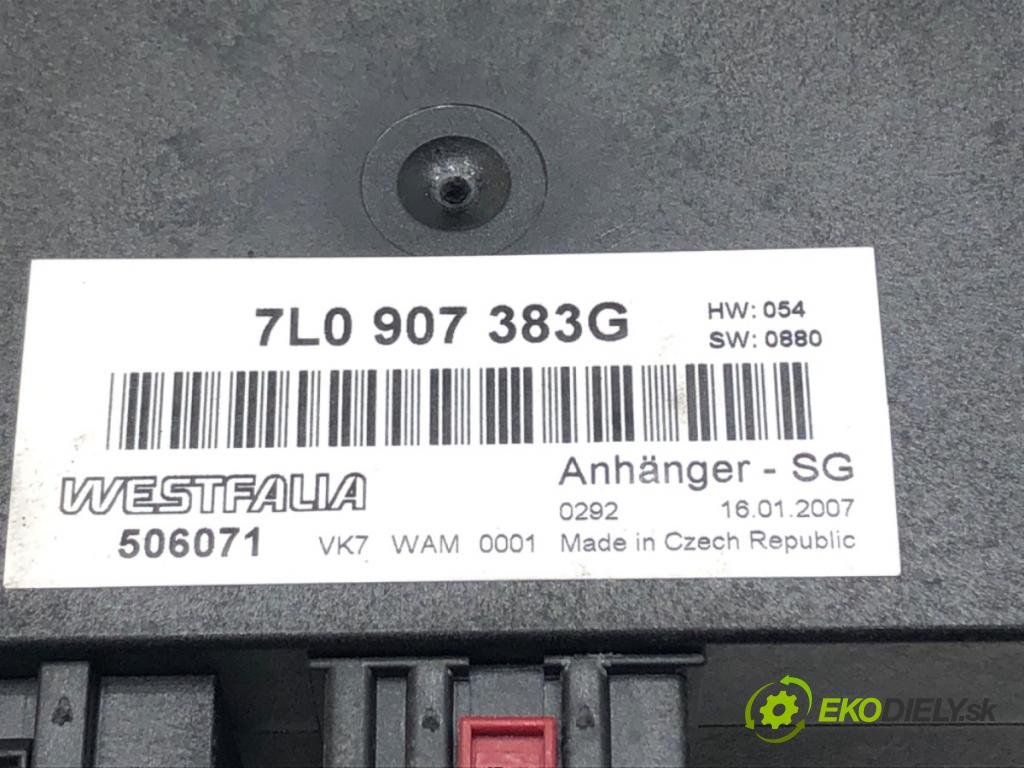 7L0 907 383G
HW: 054
SW: 0880
WESTFALIA
Anhänger - SG
506071
0292 16.01.2007
VK7 WAM 0001 Made in Czech Republic
EKODIELY.sk